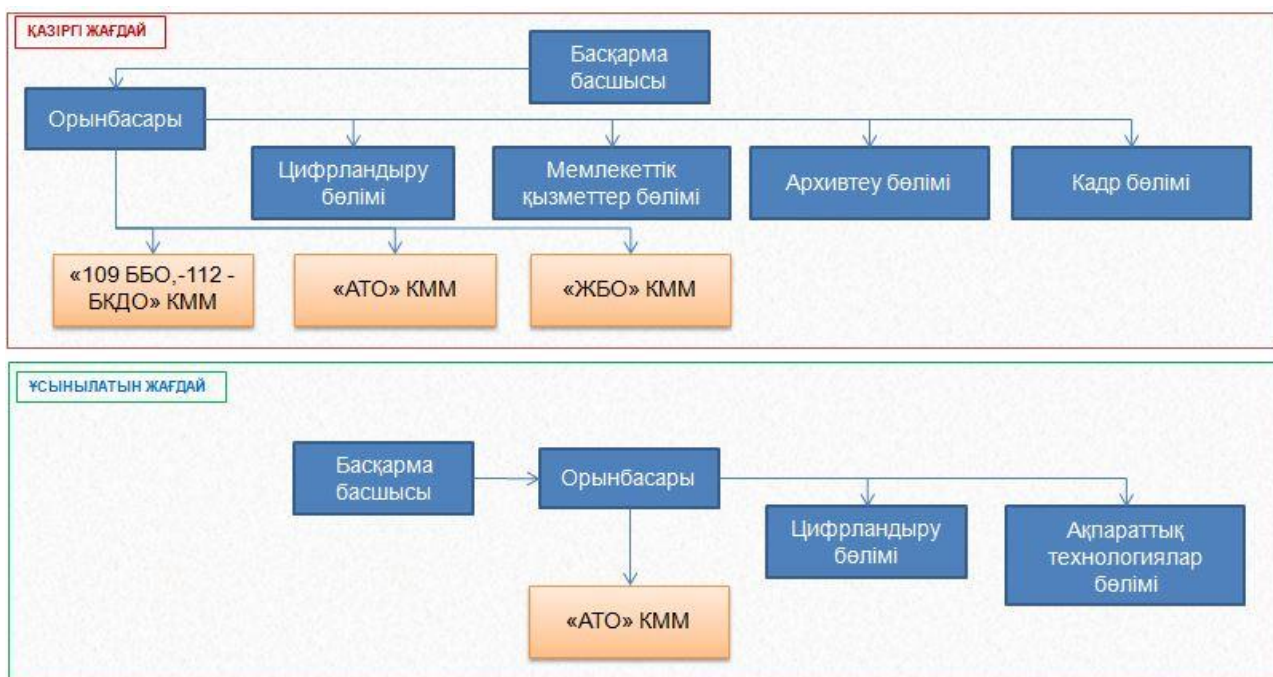 ҚАЗІРГІ ЖАҒДАЙ
Басқарма
басшысы
Орынбасары
Цифрландыру
бөлімі
Мемлекеттік
қызметтер бөлімі
Архивтеу бөлімі
Кадр бөлімі
«109 ББО,-112 -
БКДО» КММ
«АТО» КММ
«ЖБО» КММ
ҰСЫНЫЛАТЫН ЖАҒДАЙ
Басқарма
басшысы
Орынбасары
Цифрландыру
бөлімі
Ақпараттық
технологиялар
бөлімі
«АТО» КММ